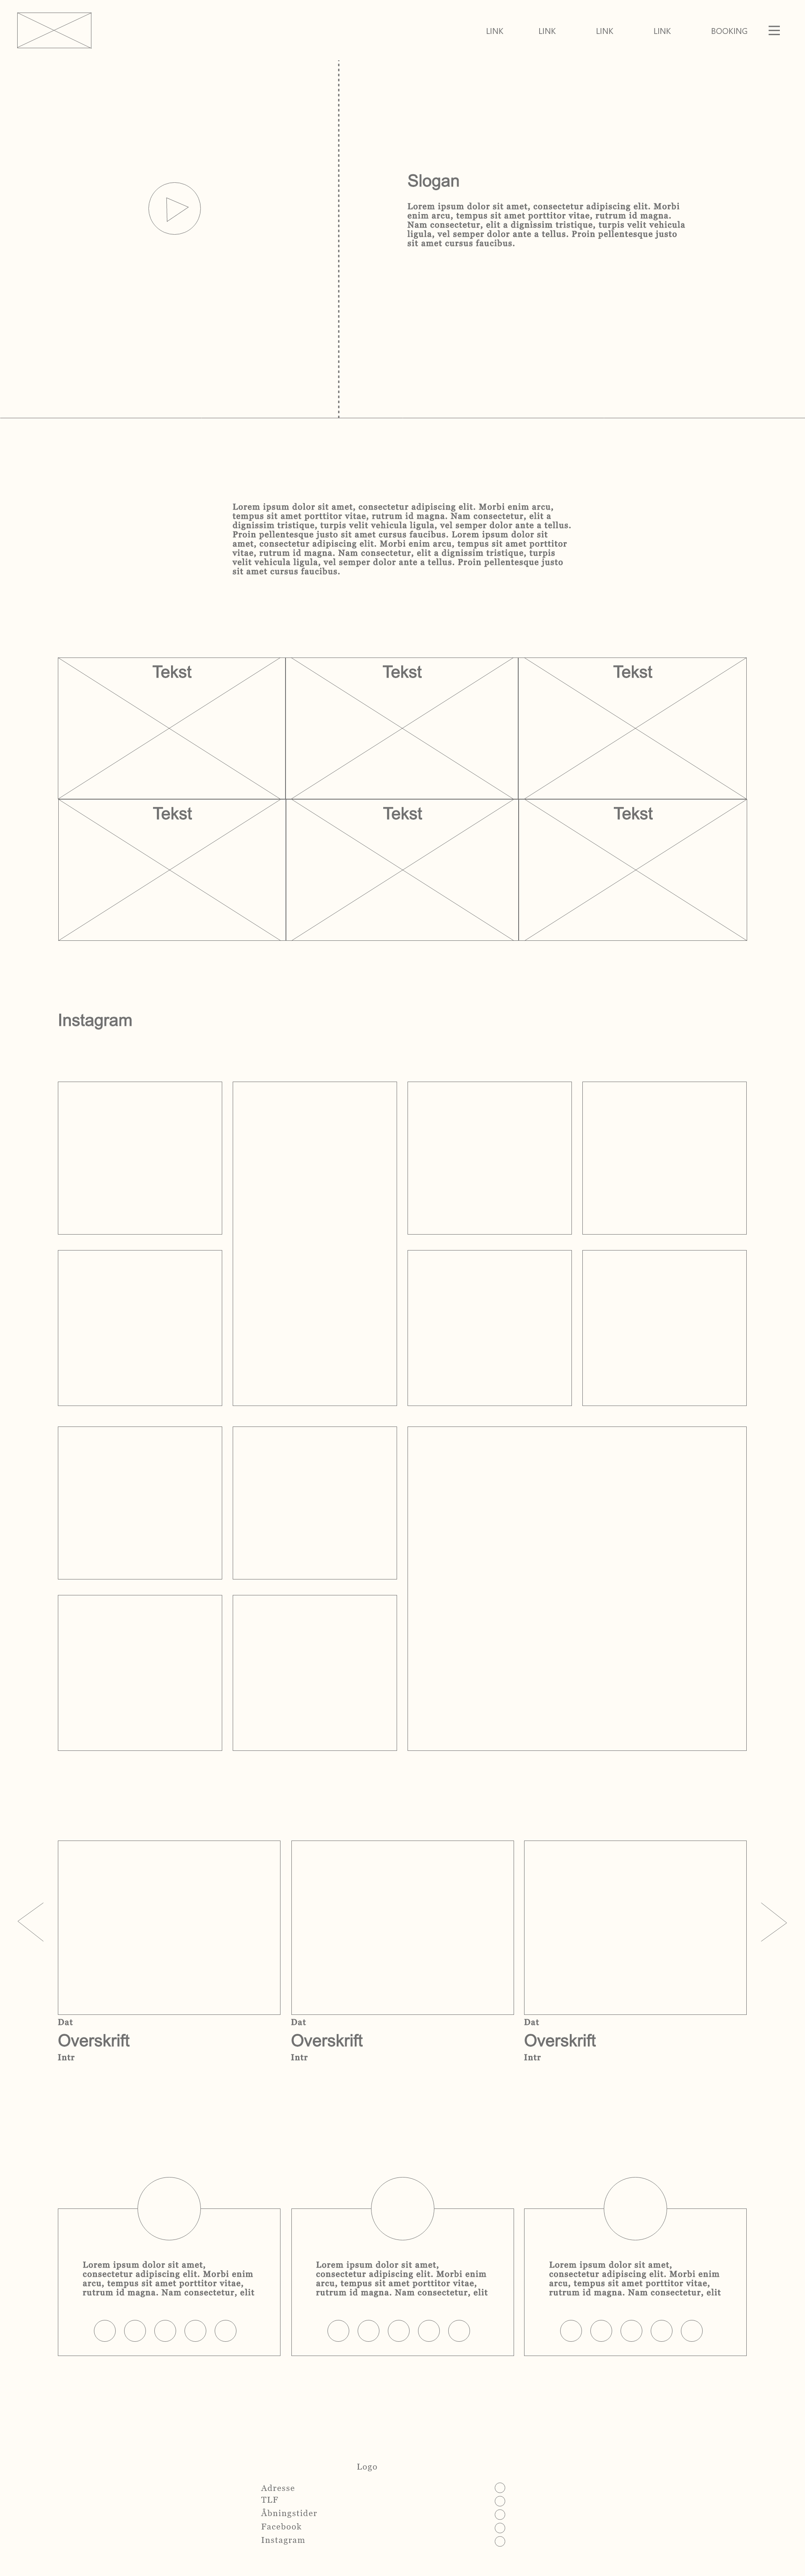 LINK LINK LINK LINK BOOKING
Slogan
Lorem ipsum dolor sit amet, consectetur adipiscing elit. Morbi
enim arcu, tempus sit amet porttitor vitae, rutrum id magna.
Nam consectetur, elit a dignissim tristique, turpis velit vehicula
ligula, vel semper dolor ante a tellus. Proin pellentesque justo
sit amet cursus faucibus.
Lorem ipsum dolor sit amet, consectetur adipiscing elit. Morbi enim arcu,
tempus sit amet porttitor vitae, rutrum id magna. Nam consectetur, elit a
dignissim tristique, turpis velit vehicula ligula, vel semper dolor ante a tellus.
Proin pellentesque justo sit amet cursus faucibus. Lorem ipsum dolor sit
amet, consectetur adipiscing elit. Morbi enim arcu, tempus sit amet porttitor
vitae, rutrum id magna. Nam consectetur, elit a dignissim tristique, turpis
velit vehicula ligula, vel semper dolor ante a tellus. Proin pellentesque justo
sit amet cursus faucibus.
Tekst Tekst Tekst
Tekst Tekst Tekst
Instagram
Dat
Overskrift
Intr
Dat
Overskrift
Intr
Dat
Overskrift
Intr
Lorem ipsum dolor sit amet,
consectetur adipiscing elit. Morbi enim
arcu, tempus sit amet porttitor vitae,
rutrum id magna. Nam consectetur, elit
Lorem ipsum dolor sit amet,
consectetur adipiscing elit. Morbi enim
arcu, tempus sit amet porttitor vitae,
rutrum id magna. Nam consectetur, elit
Lorem ipsum dolor sit amet,
consectetur adipiscing elit. Morbi enim
arcu, tempus sit amet porttitor vitae,
rutrum id magna. Nam consectetur, elit
Logo
Adresse
TLF
Åbningstider
Facebook
Instagram